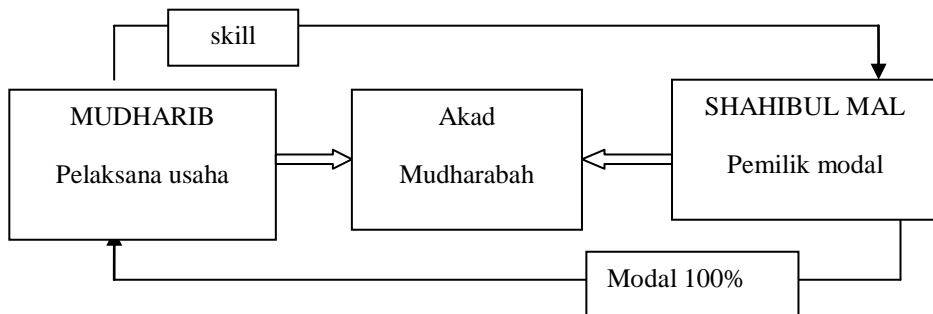 skill
MUDHARIB
Pelaksana usaha
Akad
Mudharabah
SHAHIBUL MAL
Pemilik modal
Modal 100%